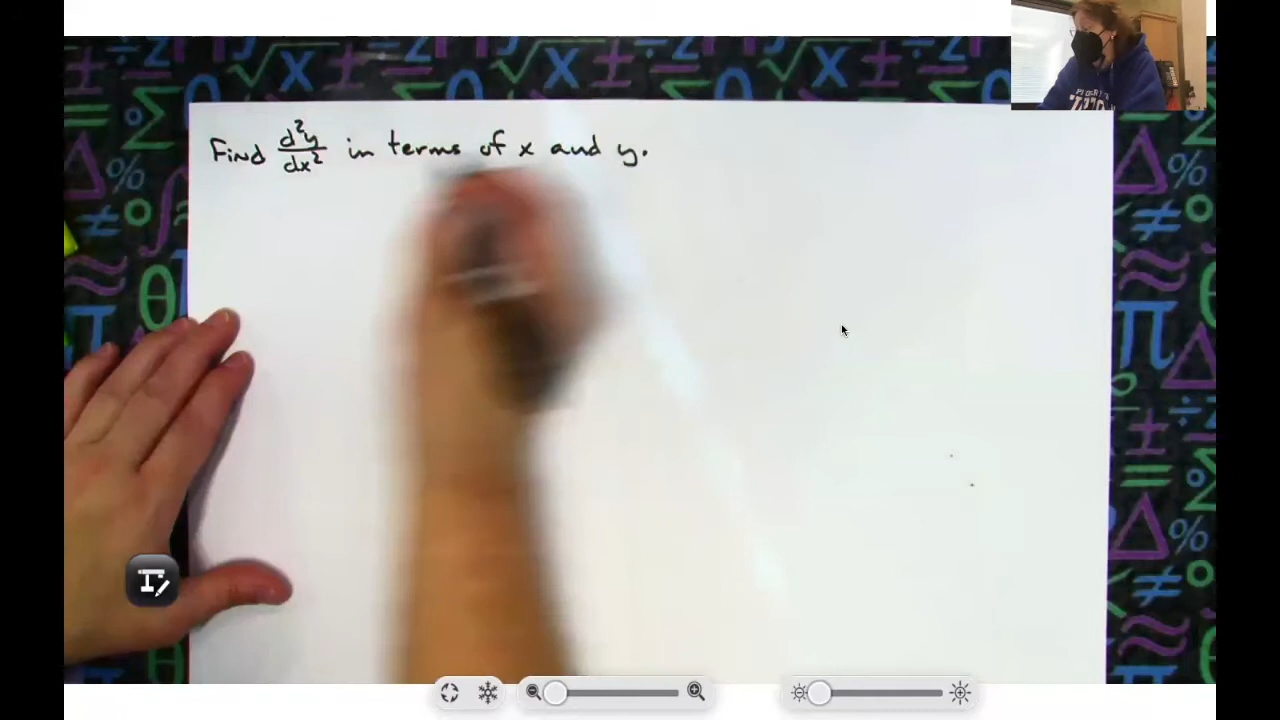 Find d²y/dx² in terms of x and y.